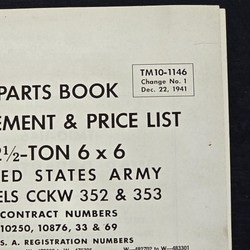 TM10-1146
Change No. 1
Dec. 22, 1941
PARTS BOOK
EMENT & PRICE LIST
2½-TON 6 x 6
ED STATES ARMY
ELS CCKW 352 & 353
CONTRACT NUMBERS
10250, 10876, 33 & 69
S. A. REGISTRATION NUMBERS